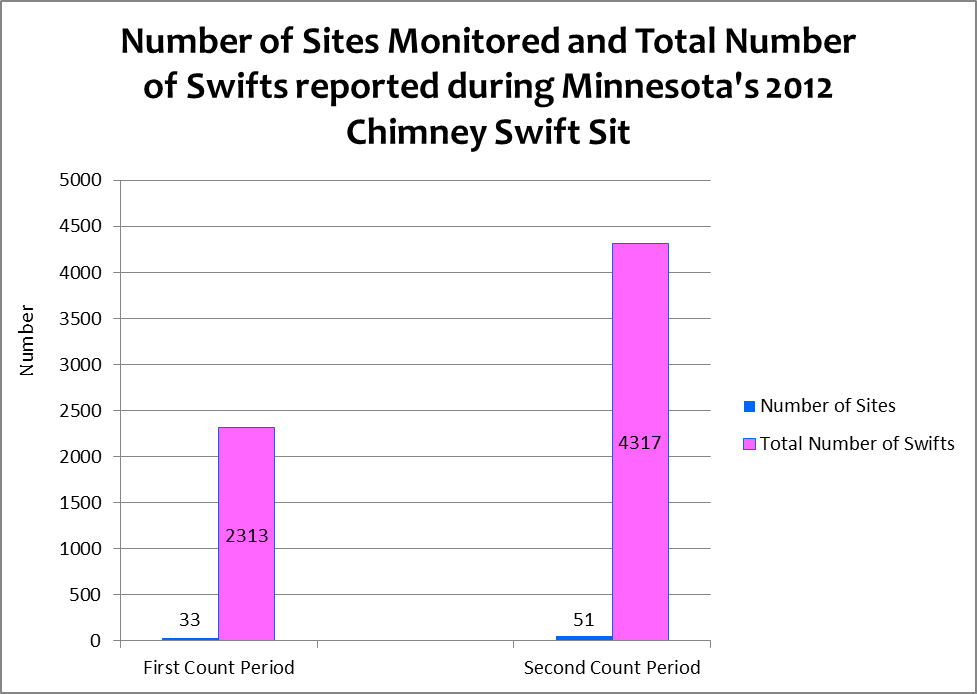 Number of Sites Monitored and Total Number
of Swifts reported during Minnesota's 2012
Chimney Swift Sit
5000
4500
4000
3500
3000
2500
2000
1500
1000
500
0
Number
33
2313
51
4317
First Count Period
Second Count Period
Number of Sites
Total Number of Swifts